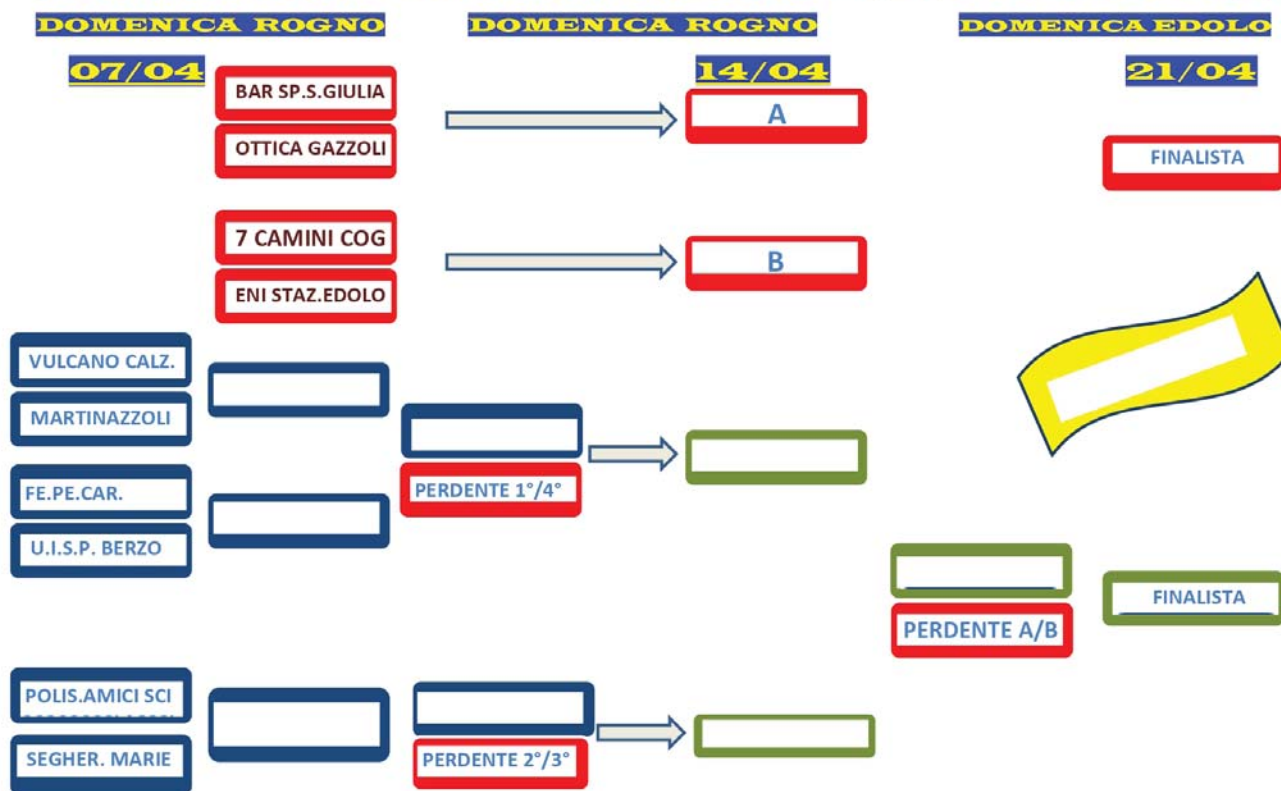 DOMENICA ROGNO
DOMENICA ROGNO
DOMENICA EDOLO
07/04
14/04
21/04
BAR SP.S.GIULIA
OTTICA GAZZOLI
A
FINALISTA
7 CAMINI COG
ENI STAZ.EDOLO
B
VULCANO CALZ.
MARTINAZZOLI
FE.PE.CAR.
U.I.S.P. BERZO
PERDENTE 1°/4°
PERDENTE A/B
FINALISTA
POLIS.AMICI SCI
SEGHER. MARIE
PERDENTE 2°/3°